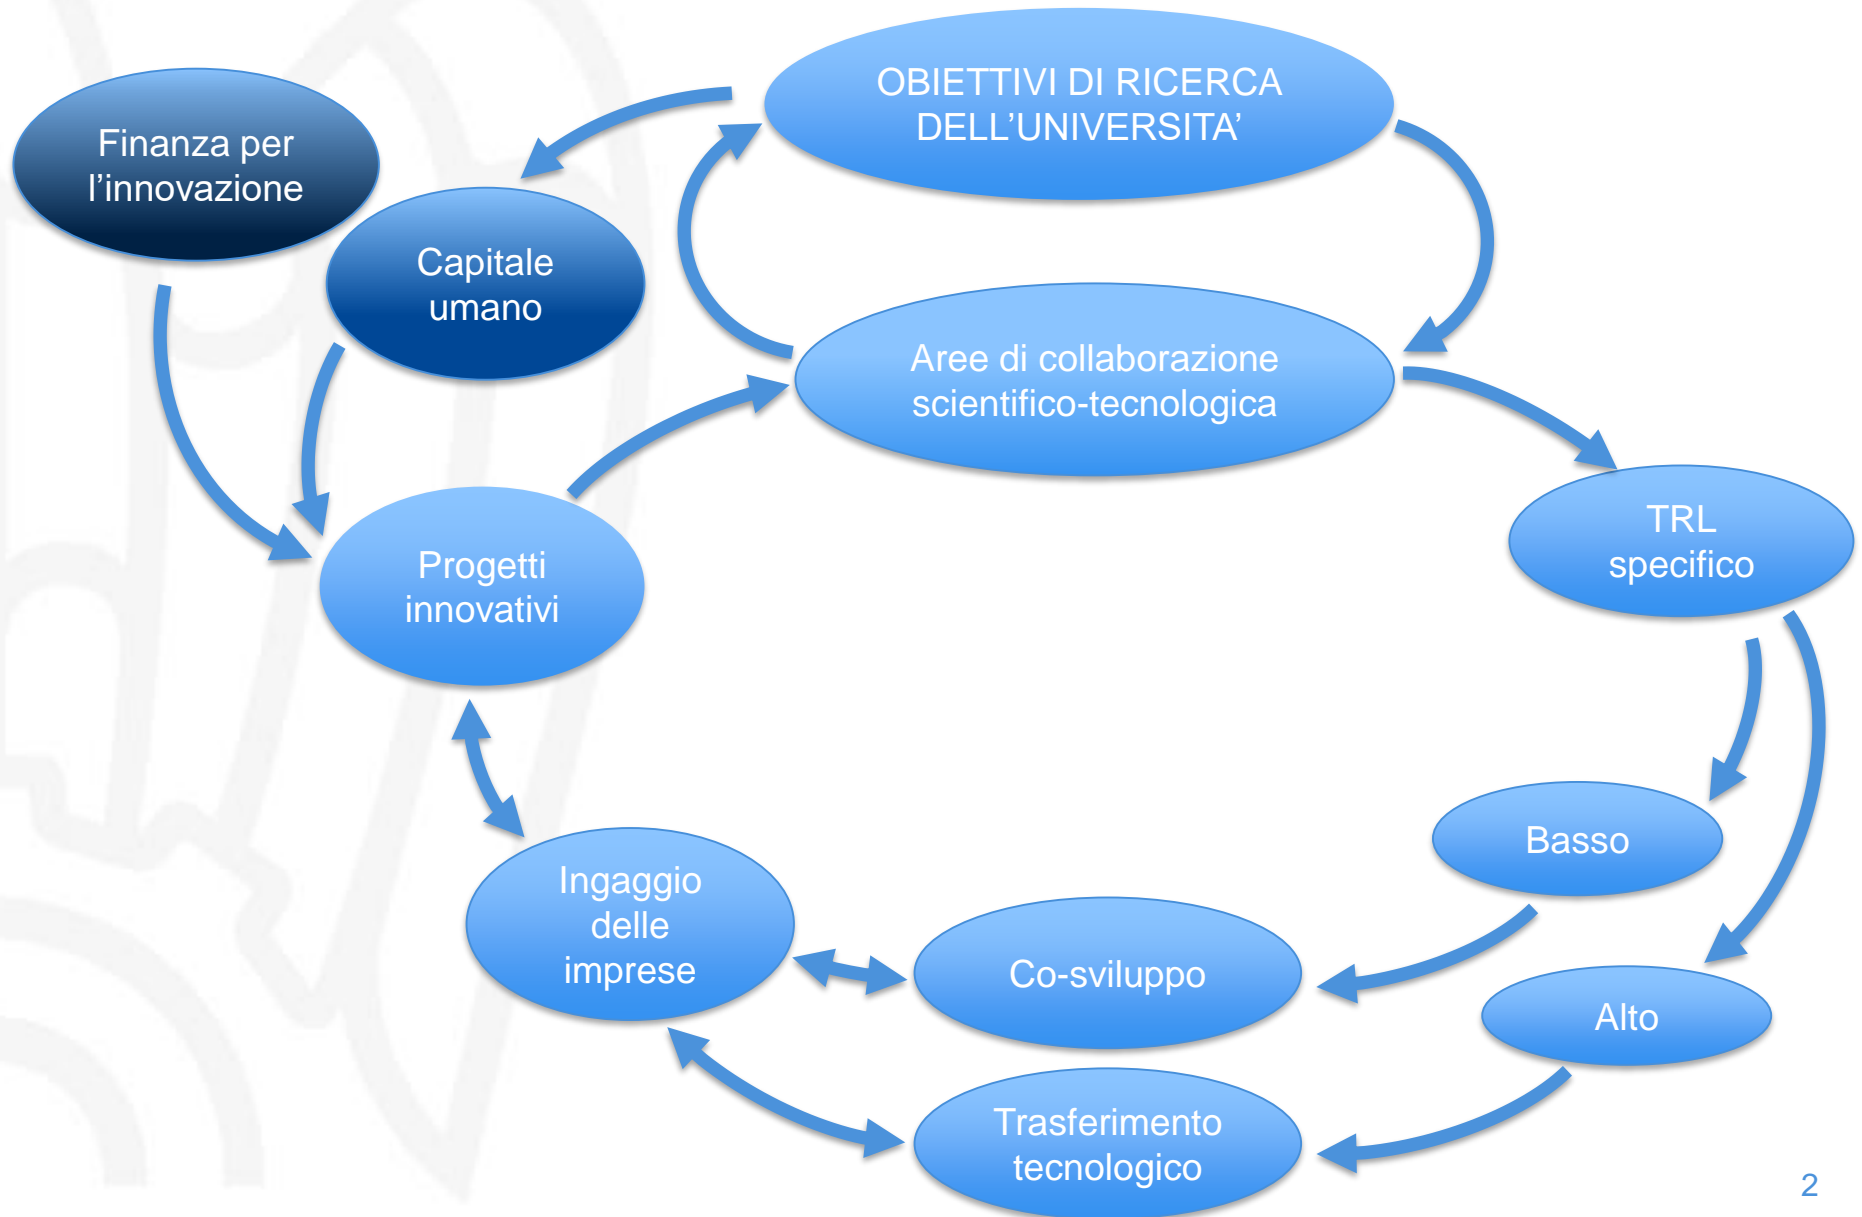 OBIETTIVI DI RICERCA
DELL’UNIVERSITA’
Finanza per
l’innovazione
Capitale
umano
Aree di collaborazione
scientifico-tecnologica
TRL
specifico
Progetti
innovativi
Basso
Ingaggio
delle
imprese
Co-sviluppo
Alto
Trasferimento
tecnologico
2